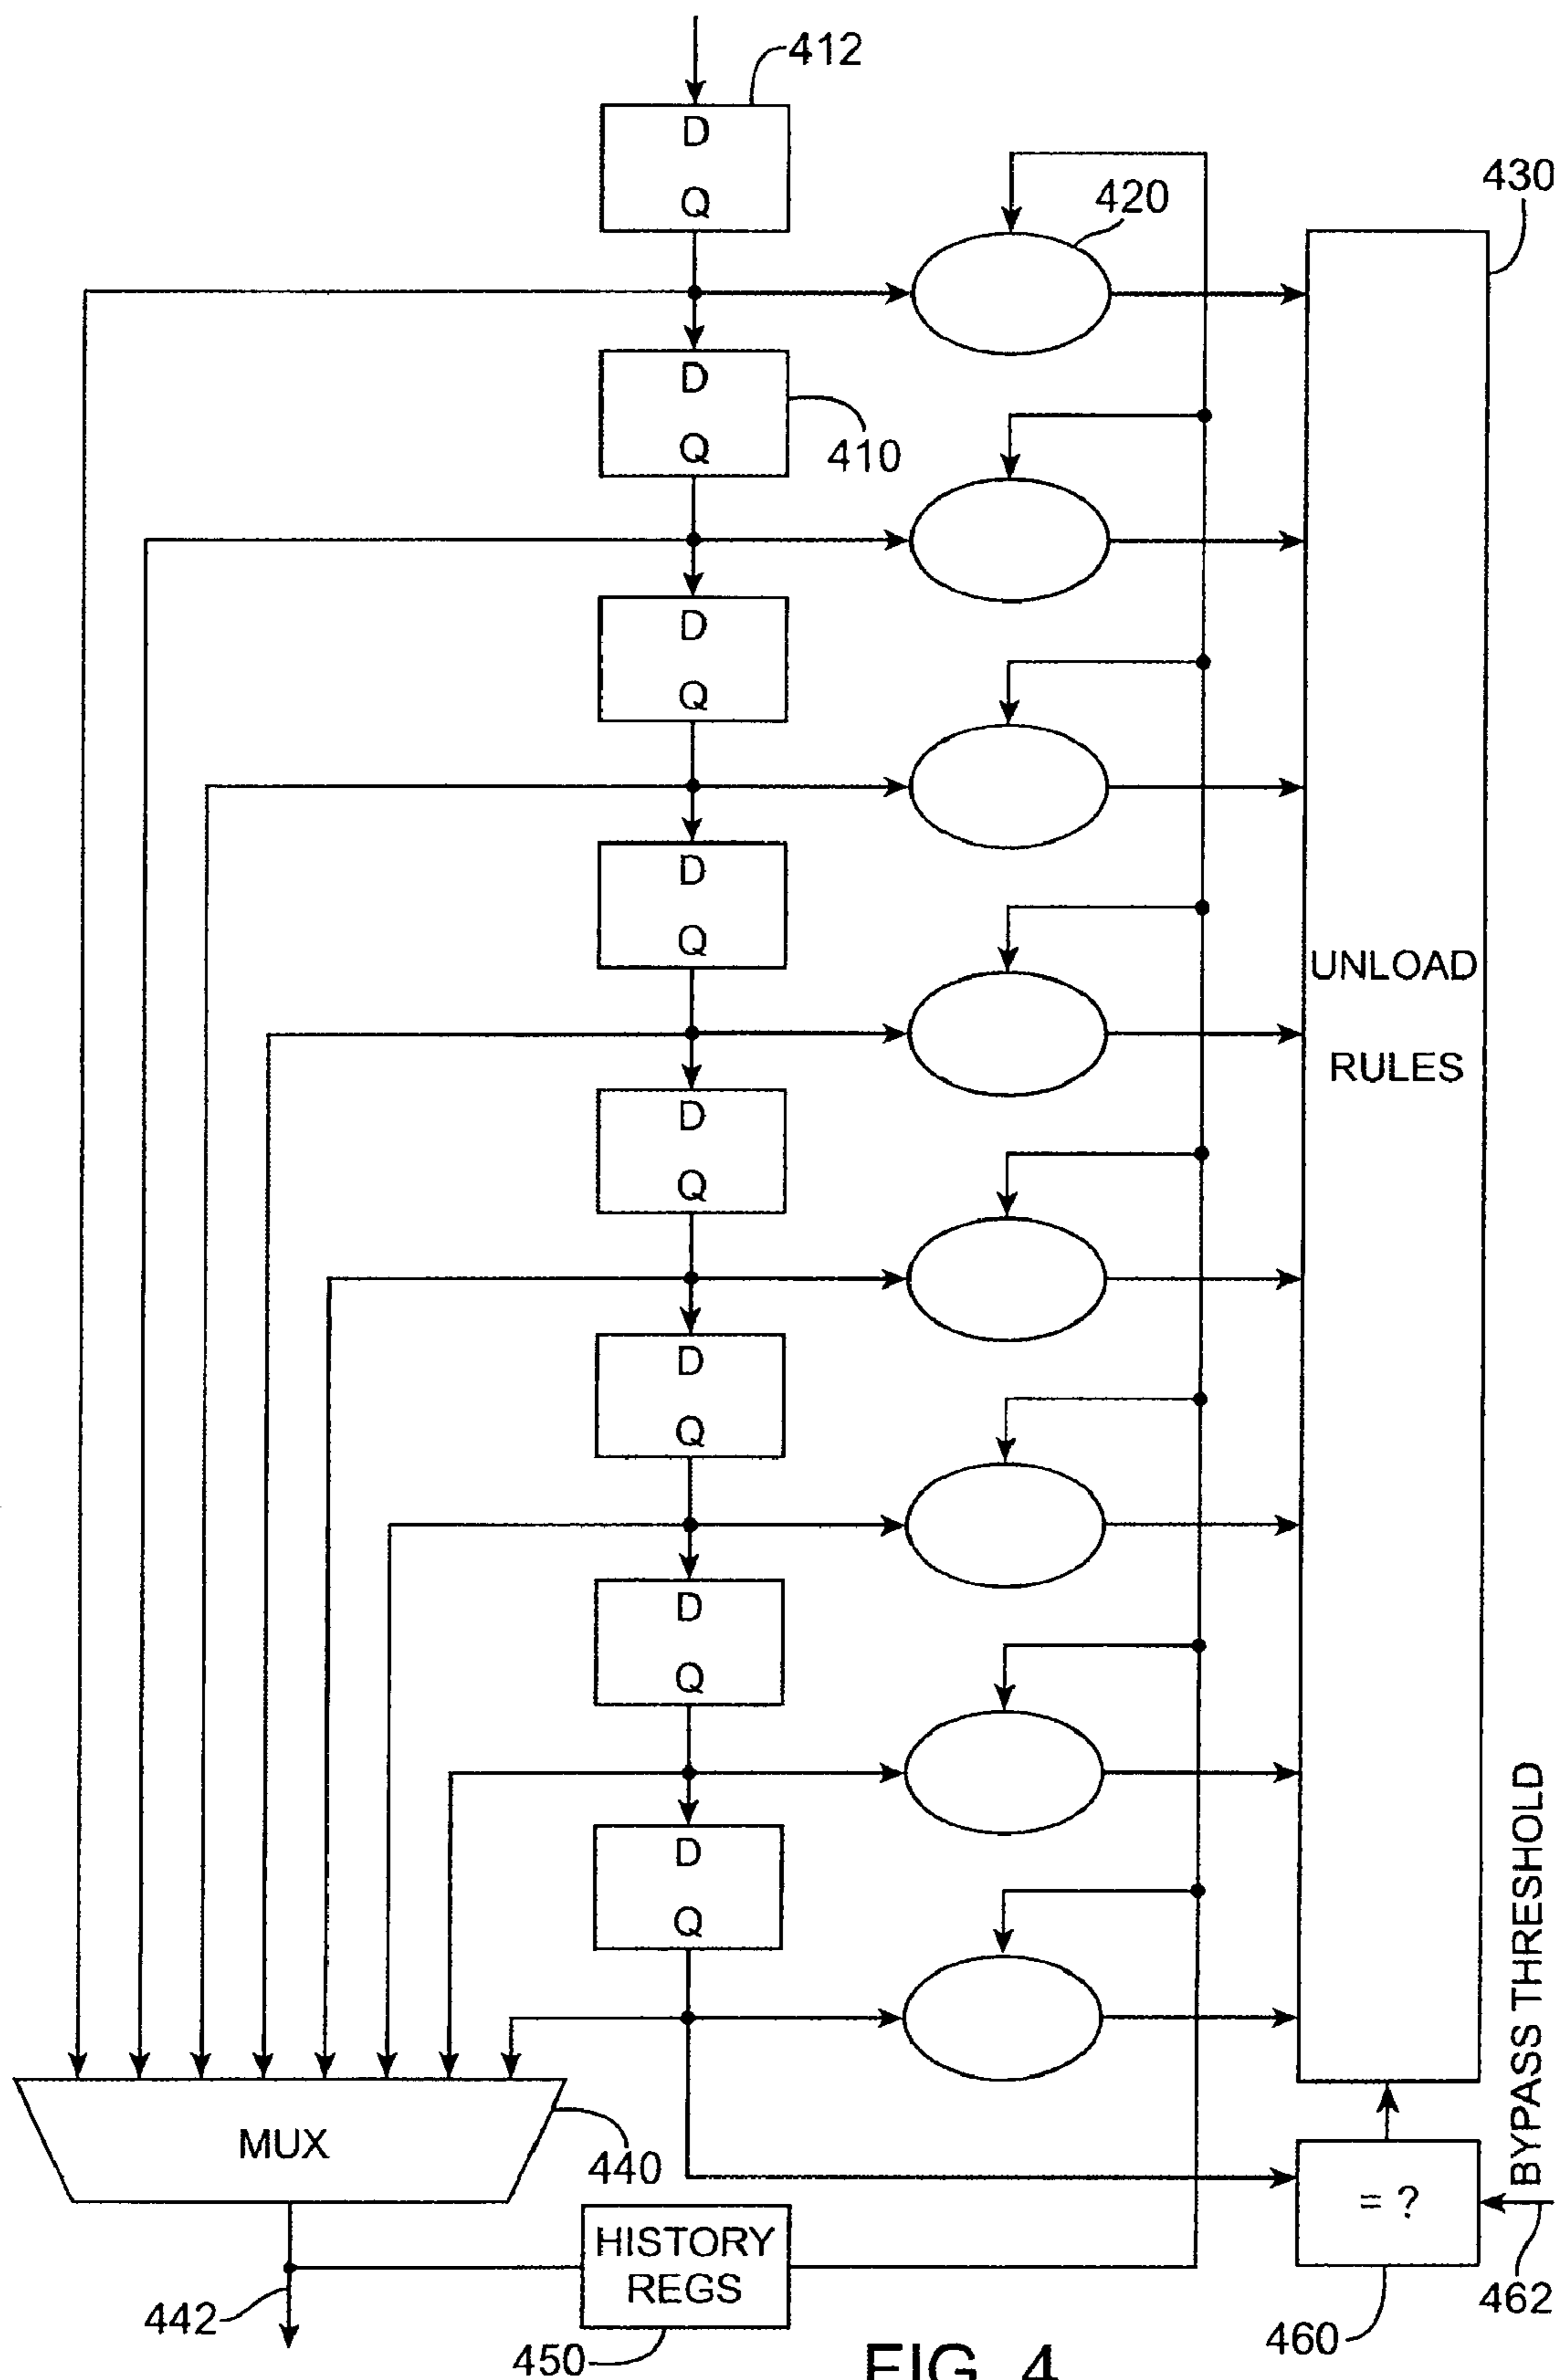 412
D
Q
430
420
D
Q
410
D
Q
D
Q
UNLOAD
RULES
D
Q
D
Q
D
Q
D
Q
BYPASS THRESHOLD
MUX
440
= ?
HISTORY
REGS
442
450
460
462
FIG. 4